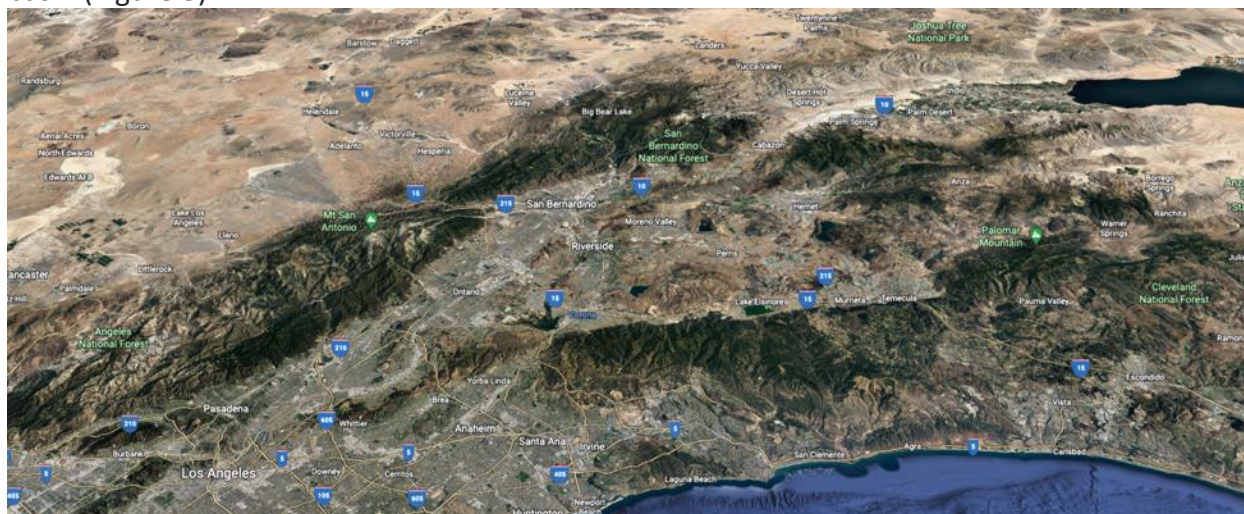 Twentynine
Palms
Joshua Tree
National Park
Barstow
Daggett
Landers
Yucca Valley
Randsburg
15
Lucerne
Valley
Desert Hot
Springs
Indio
Helendale
Big Bear Lake
10
Palm Springs
Palm Desert
Boron
Aerial Acres
Victorville
Adelanto
North Edwards
Hesperia
San
Bernardino
National Forest
Cabazon
Edwards AFB
15
10
Anza
Borrego
Springs
Mt San
Antonio
215
San Bernardino
Lake Los
Angeles
Moreno Valley
Hemet
Ranchita
Llano
Palomar
Mountain
Warner
Springs
Riverside
Perris
Littlerock
Palmdale
215
Ontario
15
Lake Elsinore
15
Murrieta
Temecula
Pauma Valley
Cleveland
National Forest
Corona
Angeles
National Forest
210
15
Escondido
Yorba Linda
Pasadena
Brea
Vista
210
605
Whittier
Anaheim
5
Burbank
Santa Ana
Irvine
Agra
5
Carlsbad
San Clemente
5
5
5
Los Angeles
Downey
Cerritos
405
Laguna Beach
405
105
605
Newport
Beach